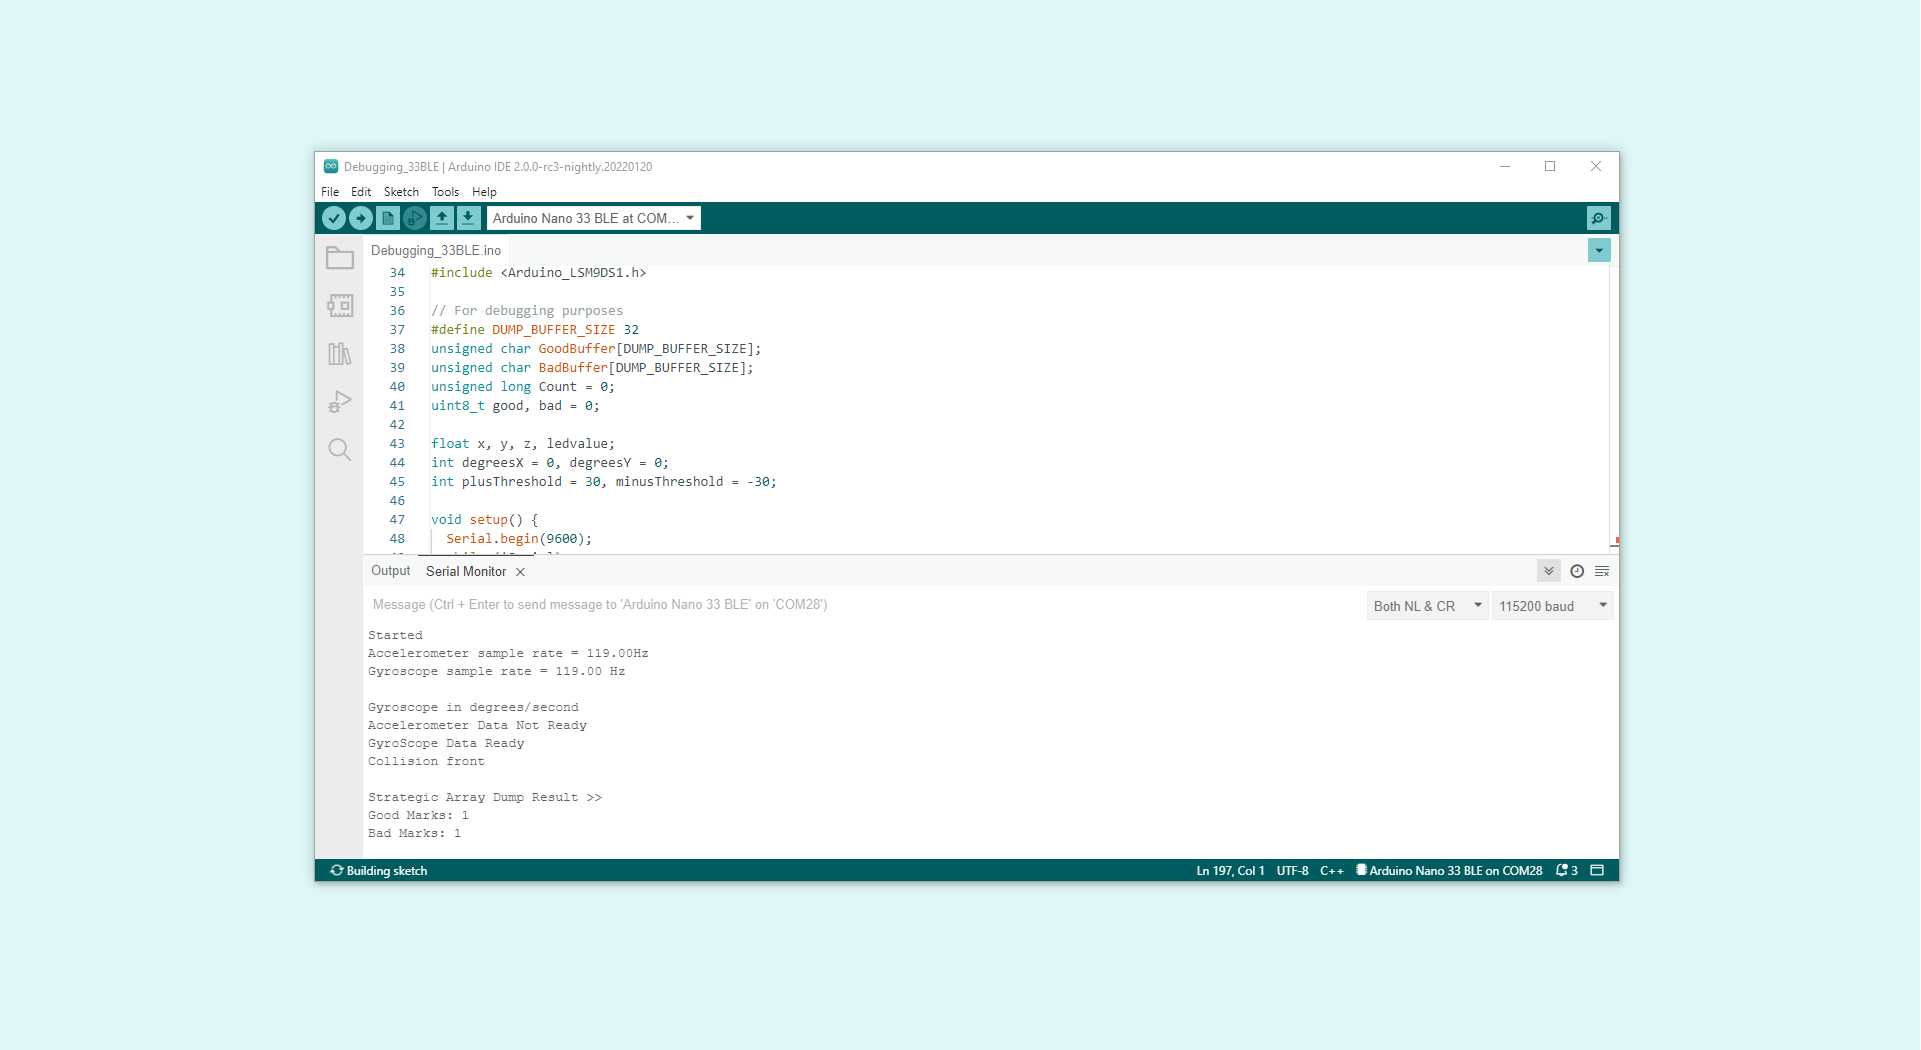 Debugging_33BLE | Arduino IDE 2.0.0-rc3-nightly.20220120
File Edit Sketch Tools Help
Arduino Nano 33 BLE at COM...
Debugging_33BLE.ino
34 #include <Arduino_LSM9DS1.h>
35
36 // For debugging purposes
37 #define DUMP_BUFFER_SIZE 32
38 unsigned char GoodBuffer[DUMP_BUFFER_SIZE];
39 unsigned char BadBuffer[DUMP_BUFFER_SIZE];
40 unsigned long Count = 0;
41 uint8_t good, bad = 0;
42
43 float x, y, z, ledvalue;
44 int degreesX = 0, degreesY = 0;
45 int plusThreshold = 30, minusThreshold = -30;
46
47 void setup() {
48 Serial.begin(9600);
Output Serial Monitor
Message (Ctrl + Enter to send message to 'Arduino Nano 33 BLE' on 'COM28')
Both NL & CR 115200 baud
Started
Accelerometer sample rate = 119.00Hz
Gyroscope sample rate = 119.00 Hz
Gyroscope in degrees/second
Accelerometer Data Not Ready
GyroScope Data Ready
Collision front
Strategic Array Dump Result >>
Good Marks: 1
Bad Marks: 1
Building sketch Ln 197, Col 1 UTF-8 C++ Arduino Nano 33 BLE on COM28 3